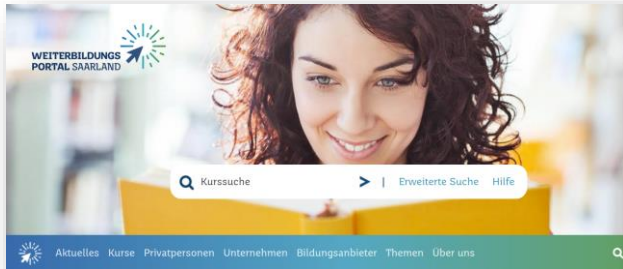 WEITERBILDUNGS
PORTAL SAARLAND
Kurssuche > | Erweiterte Suche Hilfe
Aktuelles Kurse Privatpersonen Unternehmen Bildungsanbieter Themen Über uns